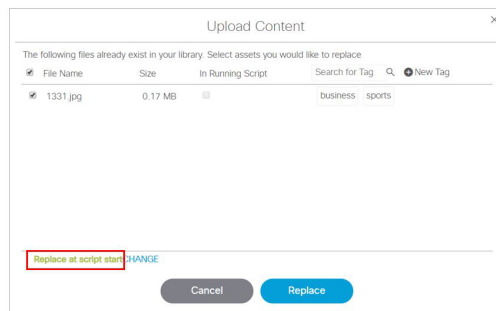 Upload Content
The following files already exist in your library. Select assets you would like to replace
File Name Size In Running Script Search for Tag New Tag
1331.jpg 0.17 MB business sports
Replace at script start CHANGE
Cancel Replace